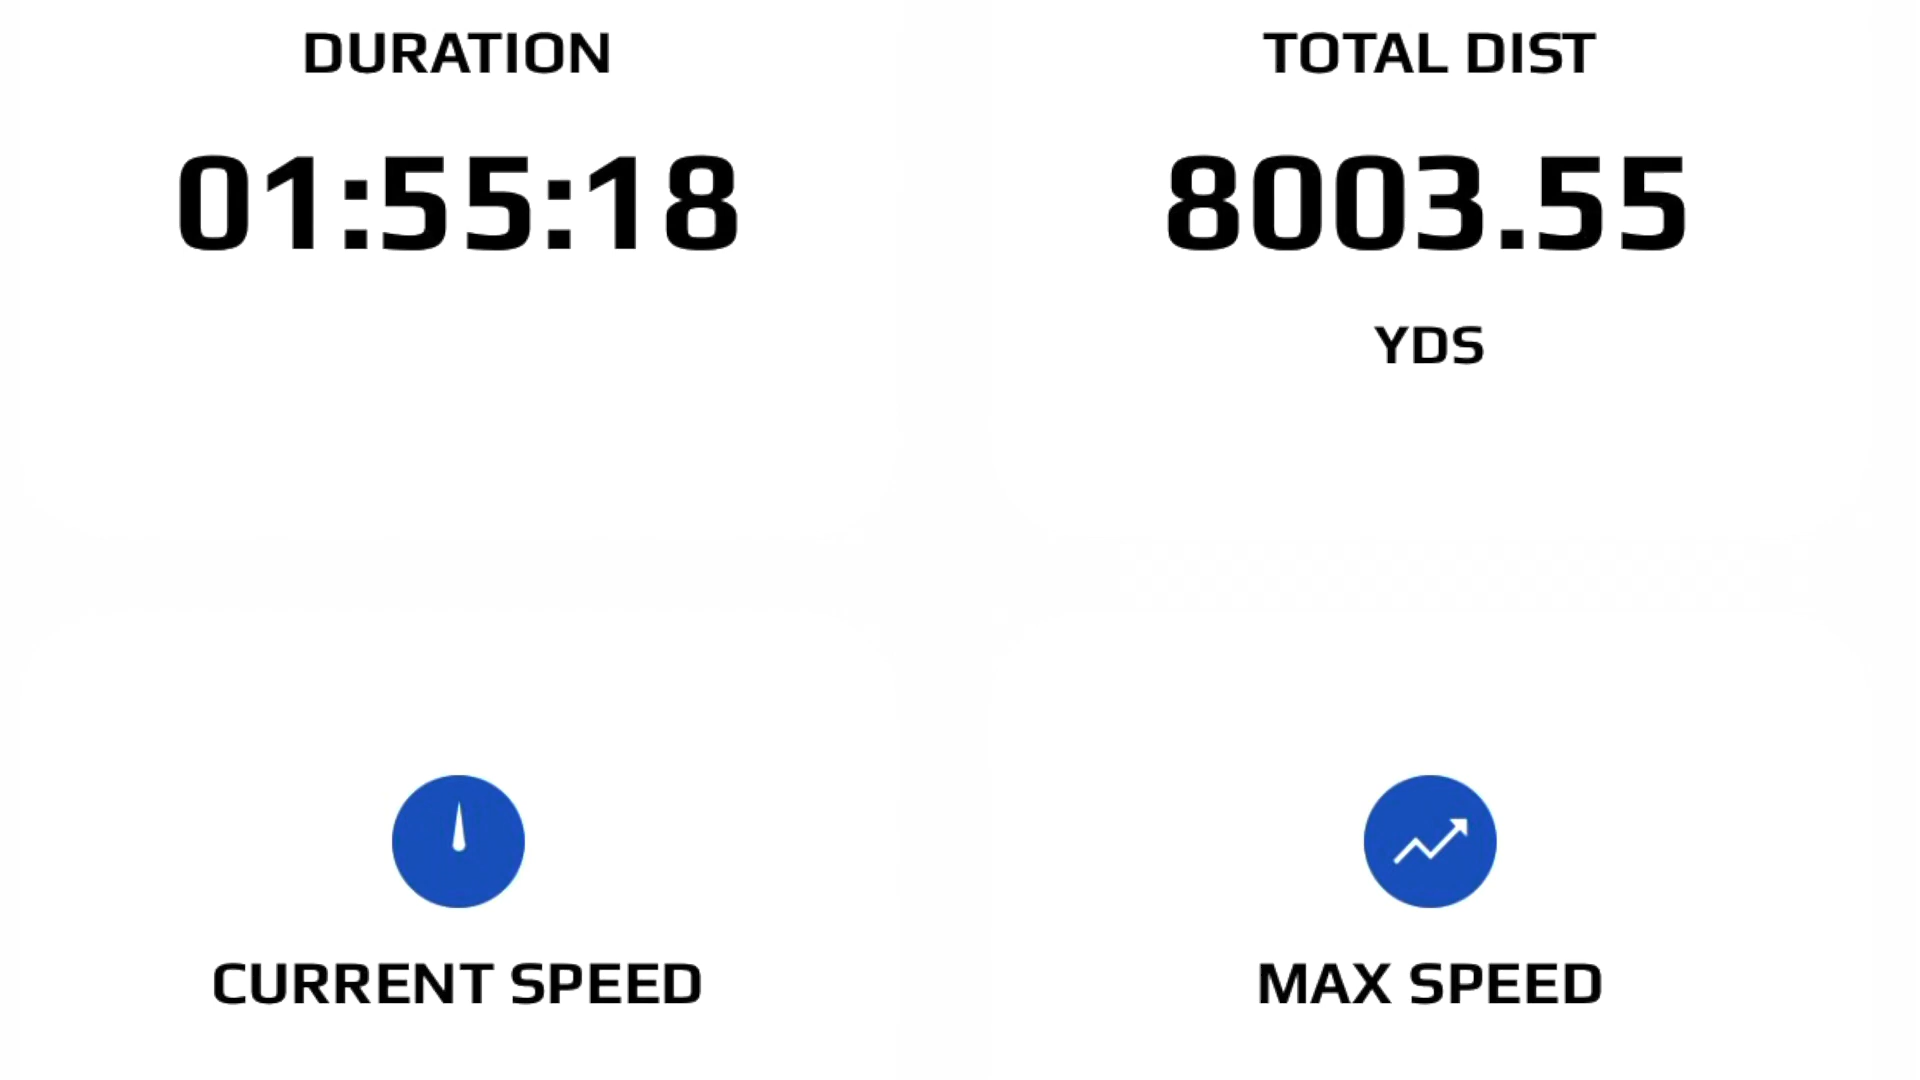 DURATION
01:55:18
TOTAL DIST
8003.55
YDS
CURRENT SPEED
MAX SPEED